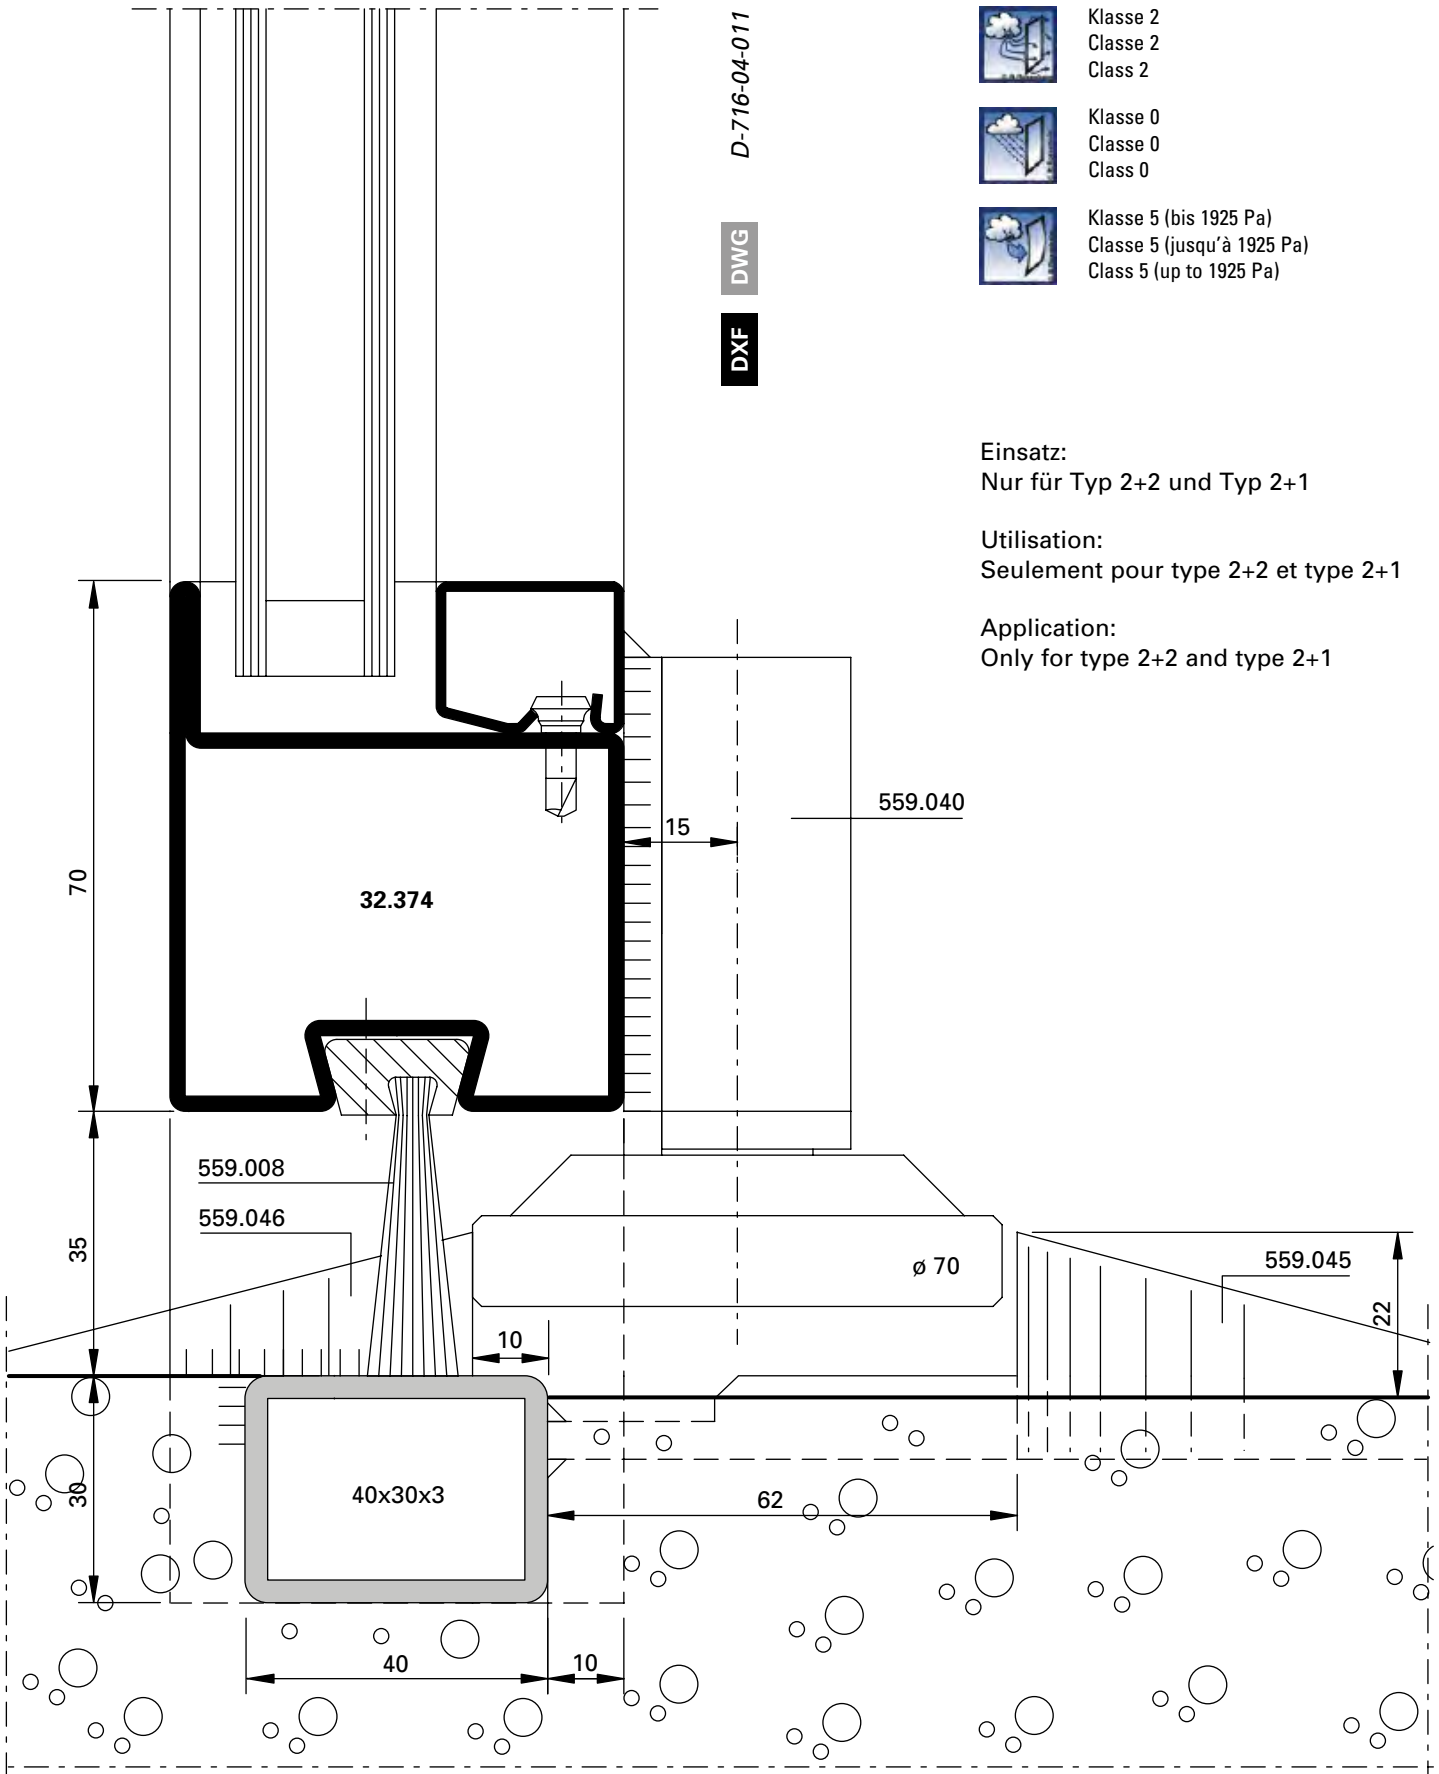 D-716-04-011
DWG
DXF
Klasse 2
Classe 2
Class 2
Klasse 0
Classe 0
Class 0
Klasse 5 (bis 1925 Pa)
Classe 5 (jusqu'à 1925 Pa)
Class 5 (up to 1925 Pa)
Einsatz:
Nur für Typ 2+2 und Typ 2+1
Utilisation:
Seulement pour type 2+2 et type 2+1
Application:
Only for type 2+2 and type 2+1
559.040
15
70
32.374
559.008
559.046
35
ø 70
559.045
22
10
30
40x30x3
62
40
10